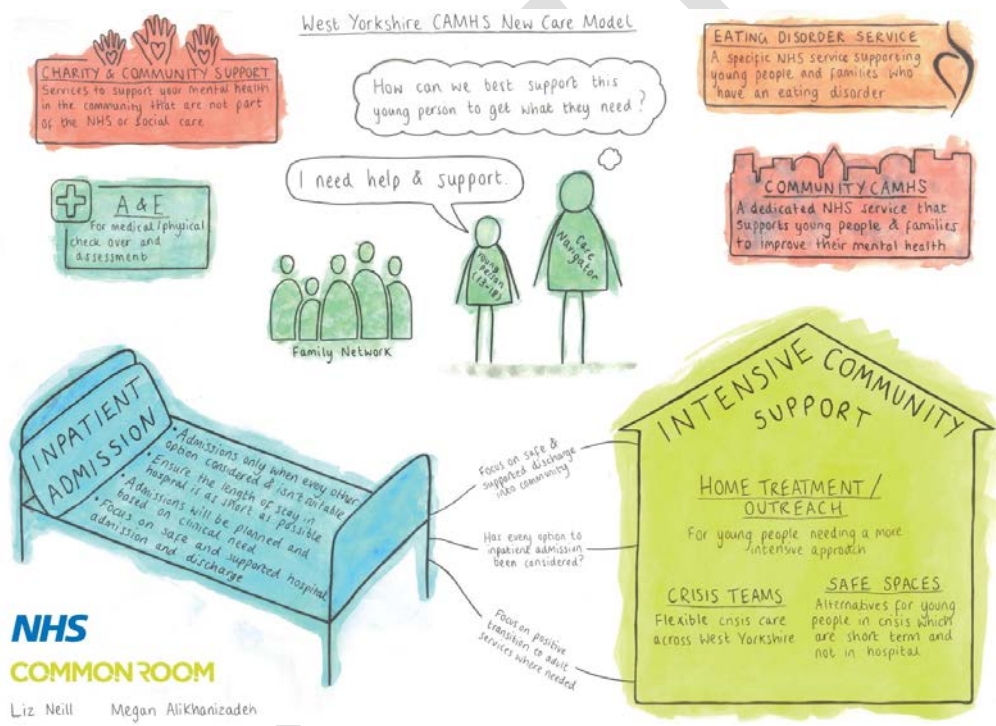 West Yorkshire CAMHS New Care Model
CHARITY & COMMUNITY SUPPORT
Services to support your mental health
in the community that are not part
of the NHS or social care
How can we best support this
young person to get what they need?
EATING DISORDER SERVICE
A specific NHS service supporting
young people and families who
have an eating disorder
A & E
For medical/physical
check over and
assessment
I need help & support.
COMMUNITY CAMHS
A dedicated NHS service that
supports young people & families
to improve their mental health
Family Network
Young
Person
(13-18)
Care
Navigator
INPATIENT
ADMISSION
• Admissions only when every other
option considered & isn't suitable
• Ensure the length of stay in
hospital is as short as possible
• Admissions will be planned and
based on clinical need
• Focus on safe and supported hospital
admission and discharge
Focus on safe &
supported discharge
into community
Has every option to
inpatient admission
been considered?
Focus on positive
transition to adult
services where needed
INTENSIVE COMMUNITY
SUPPORT
HOME TREATMENT/
OUTREACH
For young people needing a more
intensive approach
CRISIS TEAMS
Flexible crisis care
across West Yorkshire
SAFE SPACES
Alternatives for young
people in crisis which
are short term and
not in hospital
NHS
COMMON ROOM
Liz Neill Megan Alikhanizadeh